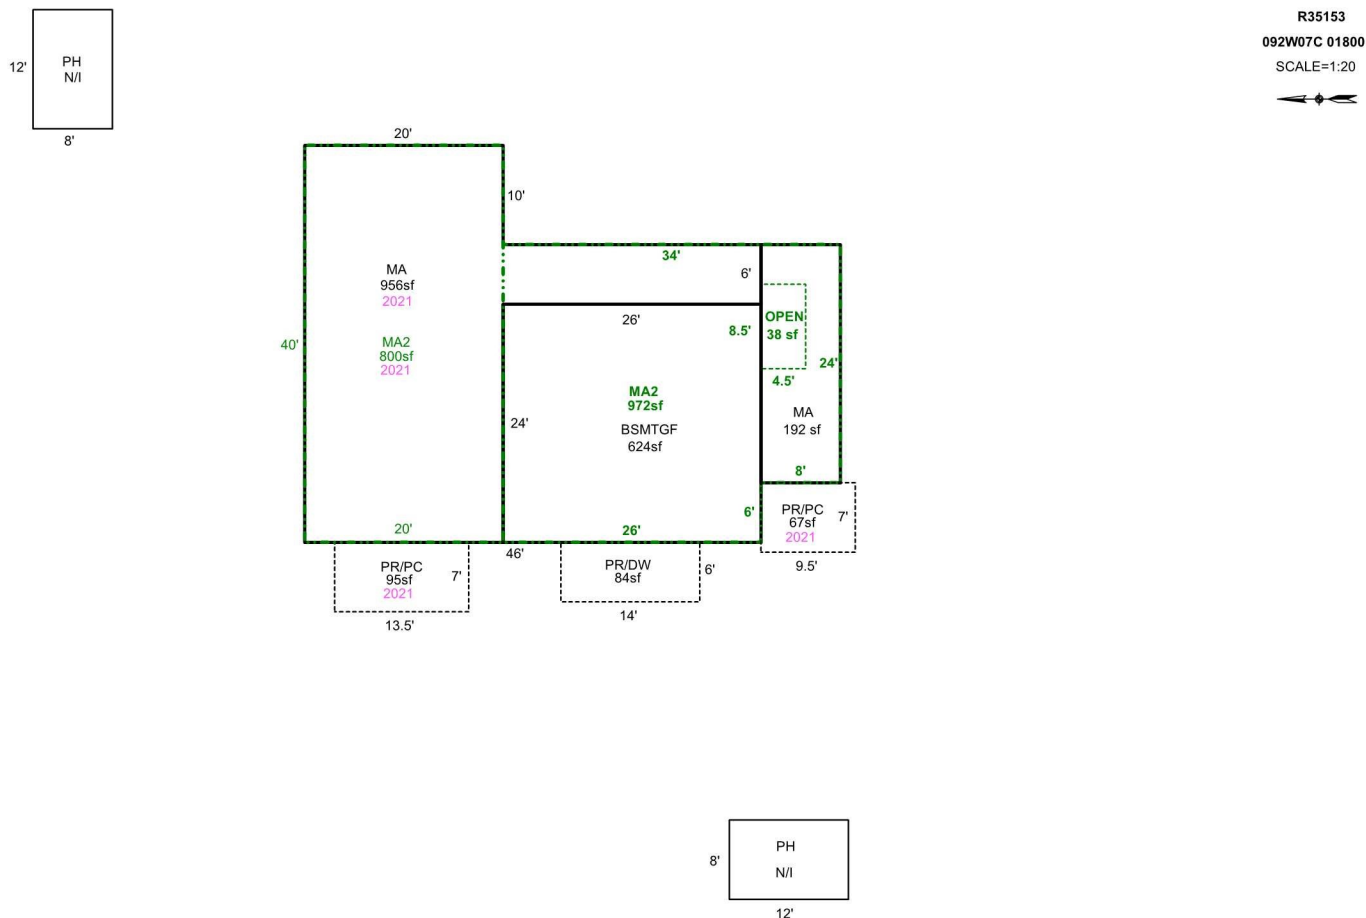 R35153
092W07C 01800
SCALE=1:20
12'
PH
N/I
8'
20'
10'
34'
6'
MA
956sf
2021
26'
OPEN
38 sf
8.5'
MA2
800sf
2021
40'
24'
4.5'
MA2
972sf
MA
192 sf
24'
BSMTGF
624sf
8'
20'
26'
6'
PR/PC
67sf
2021
7'
46'
9.5'
PR/PC
95sf
2021
7'
PR/DW
84sf
6'
13.5'
14'
8'
PH
N/I
12'